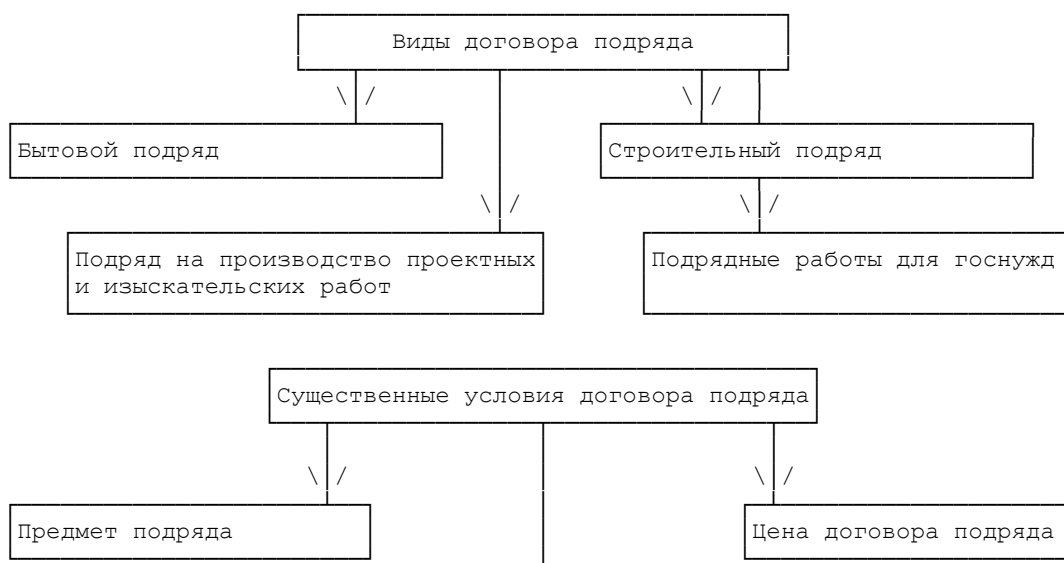 Виды договора подряда
Бытовой подряд
Строительный подряд
Подряд на производство проектных
и изыскательских работ
Подрядные работы для госнужд
Существенные условия договора подряда
Предмет подряда
Цена договора подряда